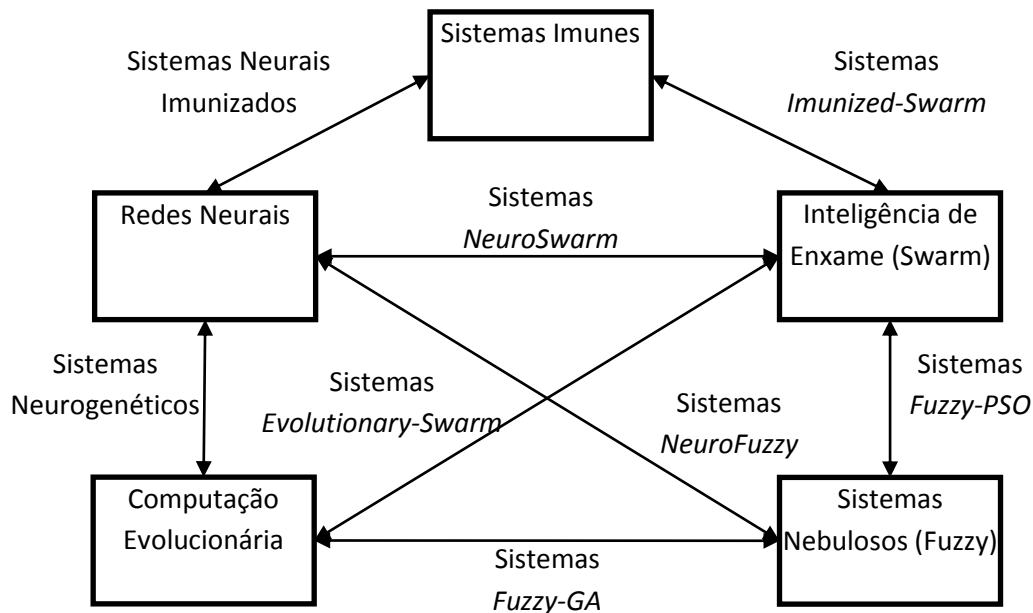 Sistemas Imunes
Sistemas Neurais
Imunizados
Sistemas
Imunized-Swarm
Redes Neurais
Sistemas
NeuroSwarm
Inteligência de
Enxame (Swarm)
Sistemas
Neurogenéticos
Sistemas
Evolutionary-Swarm
Sistemas
NeuroFuzzy
Sistemas
Fuzzy-PSO
Computação
Evolucionária
Sistemas
Fuzzy-GA
Sistemas
Nebulosos (Fuzzy)